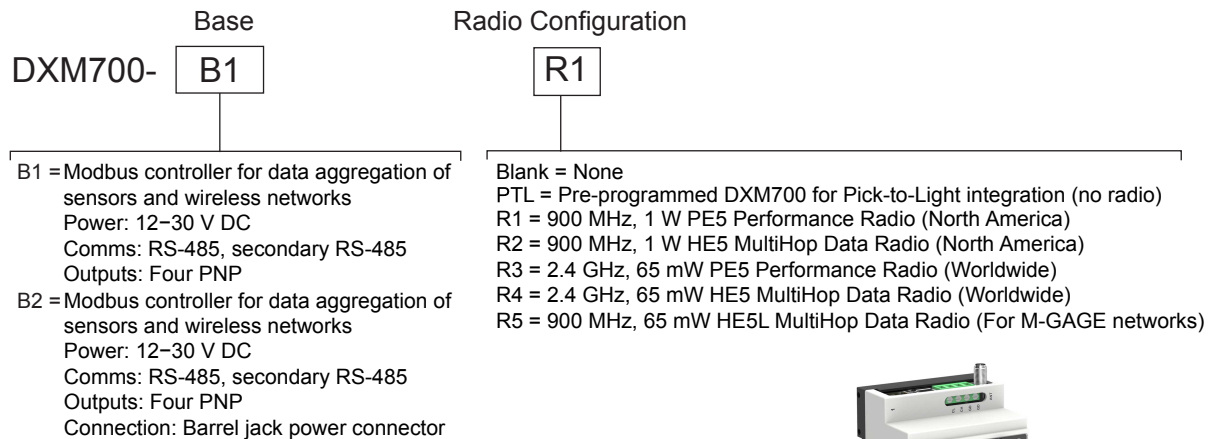 Base
Radio Configuration
DXM700-
B1
R1
B1 = Modbus controller for data aggregation of
sensors and wireless networks
Power: 12−30 V DC
Comms: RS-485, secondary RS-485
Outputs: Four PNP
B2 = Modbus controller for data aggregation of
sensors and wireless networks
Power: 12−30 V DC
Comms: RS-485, secondary RS-485
Outputs: Four PNP
Connection: Barrel jack power connector
Blank = None
PTL = Pre-programmed DXM700 for Pick-to-Light integration (no radio)
R1 = 900 MHz, 1 W PE5 Performance Radio (North America)
R2 = 900 MHz, 1 W HE5 MultiHop Data Radio (North America)
R3 = 2.4 GHz, 65 mW PE5 Performance Radio (Worldwide)
R4 = 2.4 GHz, 65 mW HE5 MultiHop Data Radio (Worldwide)
R5 = 900 MHz, 65 mW HE5L MultiHop Data Radio (For M-GAGE networks)